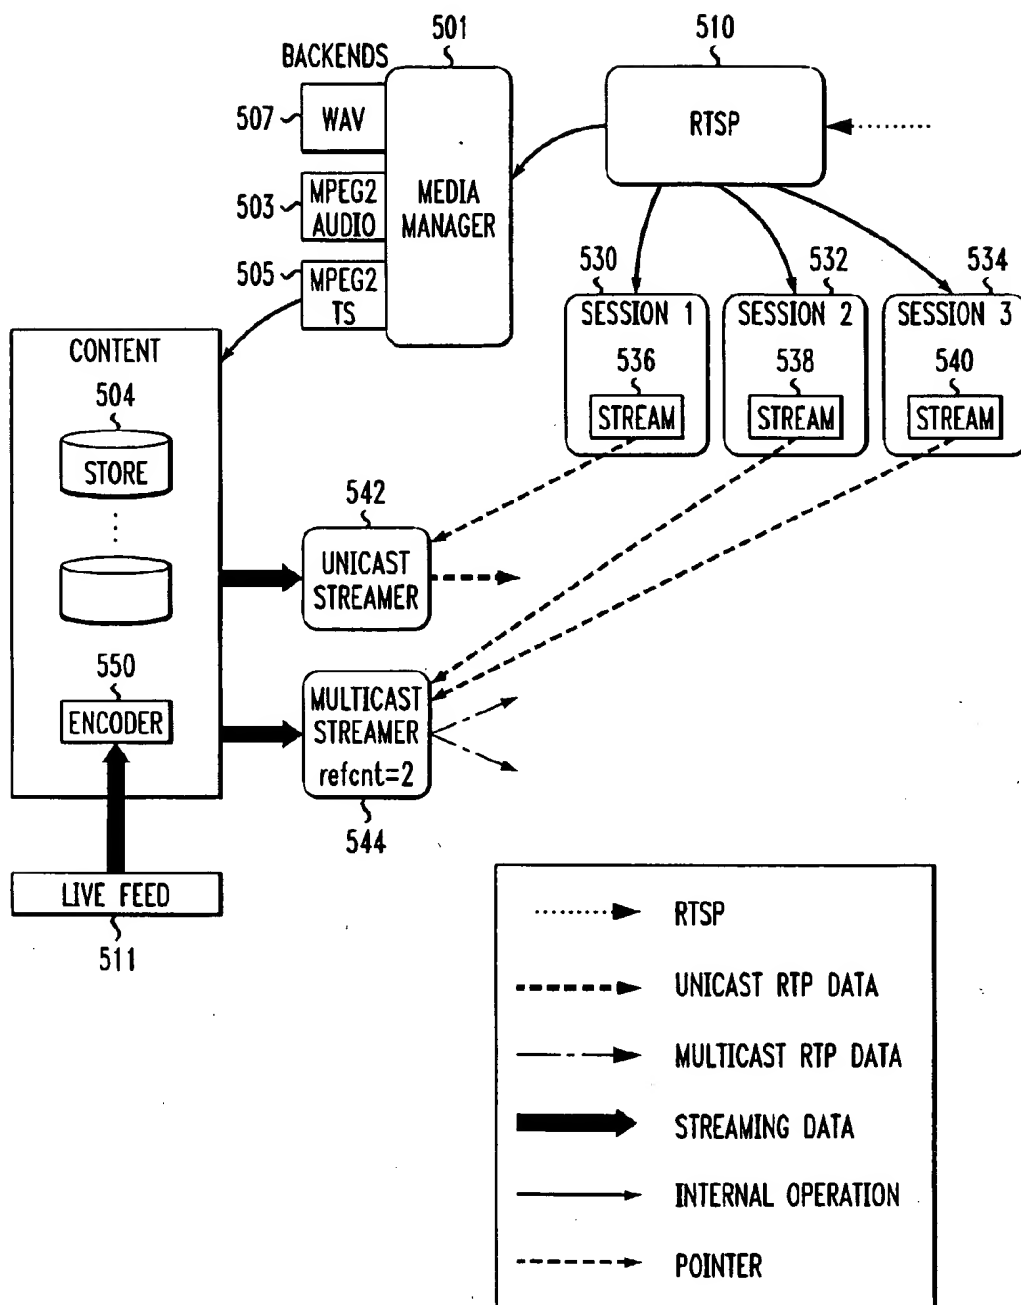 501
510
BACKENDS
507
WAV
RTSP
503
MPEG2
AUDIO
MEDIA
MANAGER
505
MPEG2
TS
530
532
534
SESSION 1
SESSION 2
SESSION 3
CONTENT
536
538
540
504
STREAM
STREAM
STREAM
STORE
542
UNICAST
STREAMER
550
ENCODER
MULTICAST
STREAMER
refcnt=2
544
LIVE FEED
511
RTSP
UNICAST RTP DATA
MULTICAST RTP DATA
STREAMING DATA
INTERNAL OPERATION
POINTER